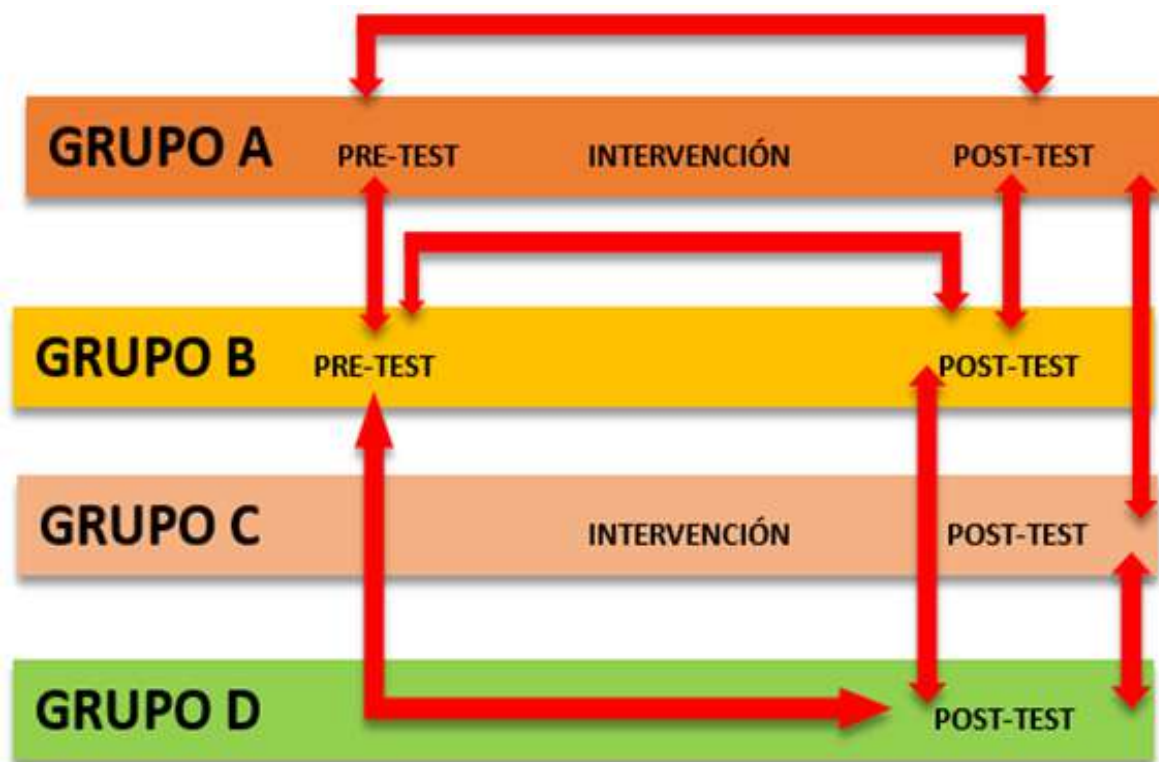 GRUPO A PRE-TEST INTERVENCIÓN POST-TEST
GRUPO B PRE-TEST POST-TEST
GRUPO C INTERVENCIÓN POST-TEST
GRUPO D POST-TEST